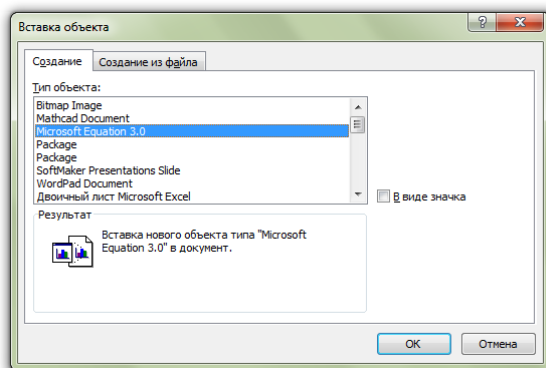 Вставка объекта
Создание
Создание из файла
Тип объекта:
Bitmap Image
Mathcad Document
Microsoft Equation 3.0
Package
Package
SoftMaker Presentations Slide
WordPad Document
Двоичный лист Microsoft Excel
В виде значка
Результат
Вставка нового объекта типа "Microsoft
Equation 3.0" в документ.
ОК
Отмена